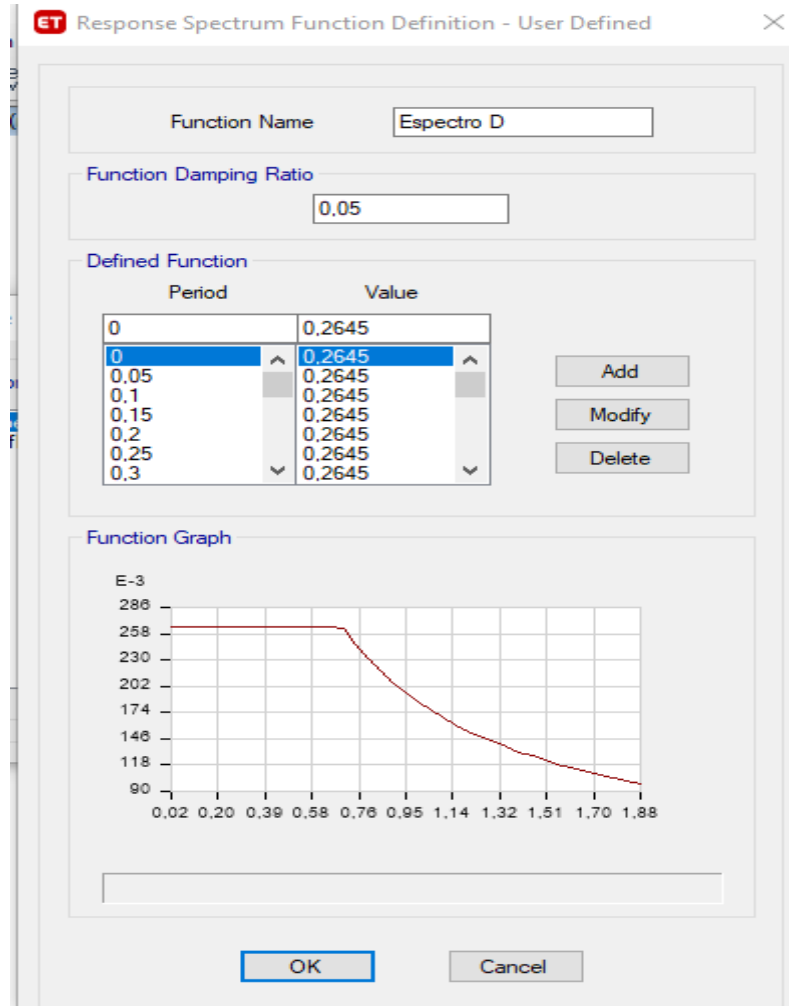 ET Response Spectrum Function Definition - User Defined
Function Name Espectro D
Function Damping Ratio
0,05
Defined Function
Period Value
0 0,2645
0 0,2645
0,05 0,2645
0,1 0,2645
0,15 0,2645
0,2 0,2645
0,25 0,2645
0,3 0,2645
Add
Modify
Delete
Function Graph
E-3
286
258
230
202
174
146
118
90
0,02 0,20 0,39 0,58 0,76 0,95 1,14 1,32 1,51 1,70 1,88
OK Cancel